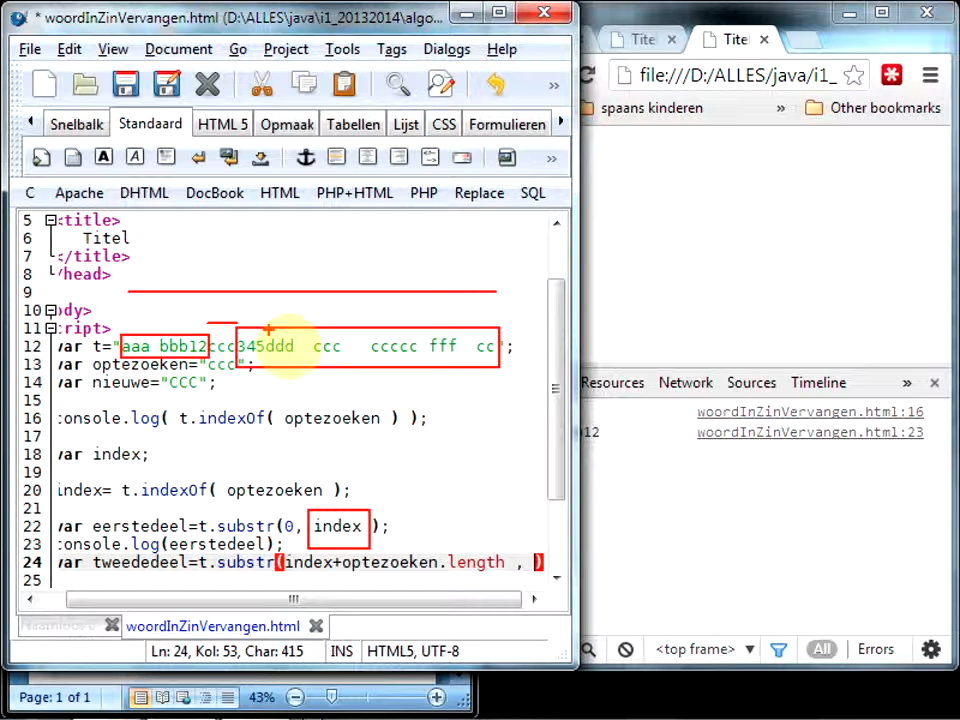 * woordInZinVervangen.html (D:\ALLES\java\i1_20132014\algo...
File Edit View Document Go Project Tools Tags Dialogs Help
Snelbalk Standaard HTML 5 Opmaak Tabellen Lijst CSS Formulieren
C Apache DHTML DocBook HTML PHP+HTML PHP Replace SQL
5 <title>
6 Titel
7 </title>
8 /head>
9
10 ody>
11 cript>
12 var t="aaa bbb12ccc345ddd ccc ccccc fff cc";
13 var optezoeken="ccc";
14 var nieuwe="CCC";
15
16 console.log( t.indexOf( optezoeken ) );
17
18 var index;
19
20 index= t.indexOf( optezoeken );
21
22 var eerstedeel=t.substr(0, index );
23 console.log(eerstedeel);
24 var tweededeel=t.substr(index+optezoeken.length , )
25
woordInZinVervangen.html
Ln: 24, Kol: 53, Char: 415 INS HTML5, UTF-8
Page: 1 of 1 43%
Tite Tite
file:///D:/ALLES/java/i1_
spaans kinderen » Other bookmarks
Resources Network Sources Timeline »
woordInZinVervangen.html:16
012 woordInZinVervangen.html:23
<top frame> All Errors